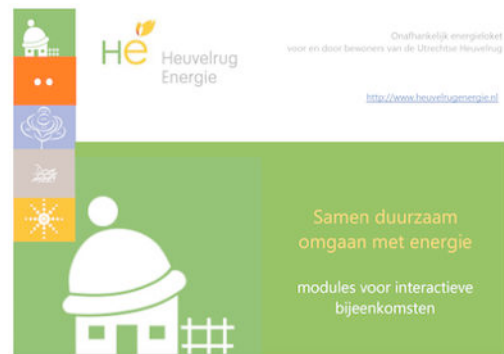 Onafhankelijk energieloket
voor en door bewoners van de Utrechtse Heuvelrug
He Heuvelrug
Energie
http://www.heuvelrugenergie.nl
Samen duurzaam
omgaan met energie
modules voor interactieve
bijeenkomsten